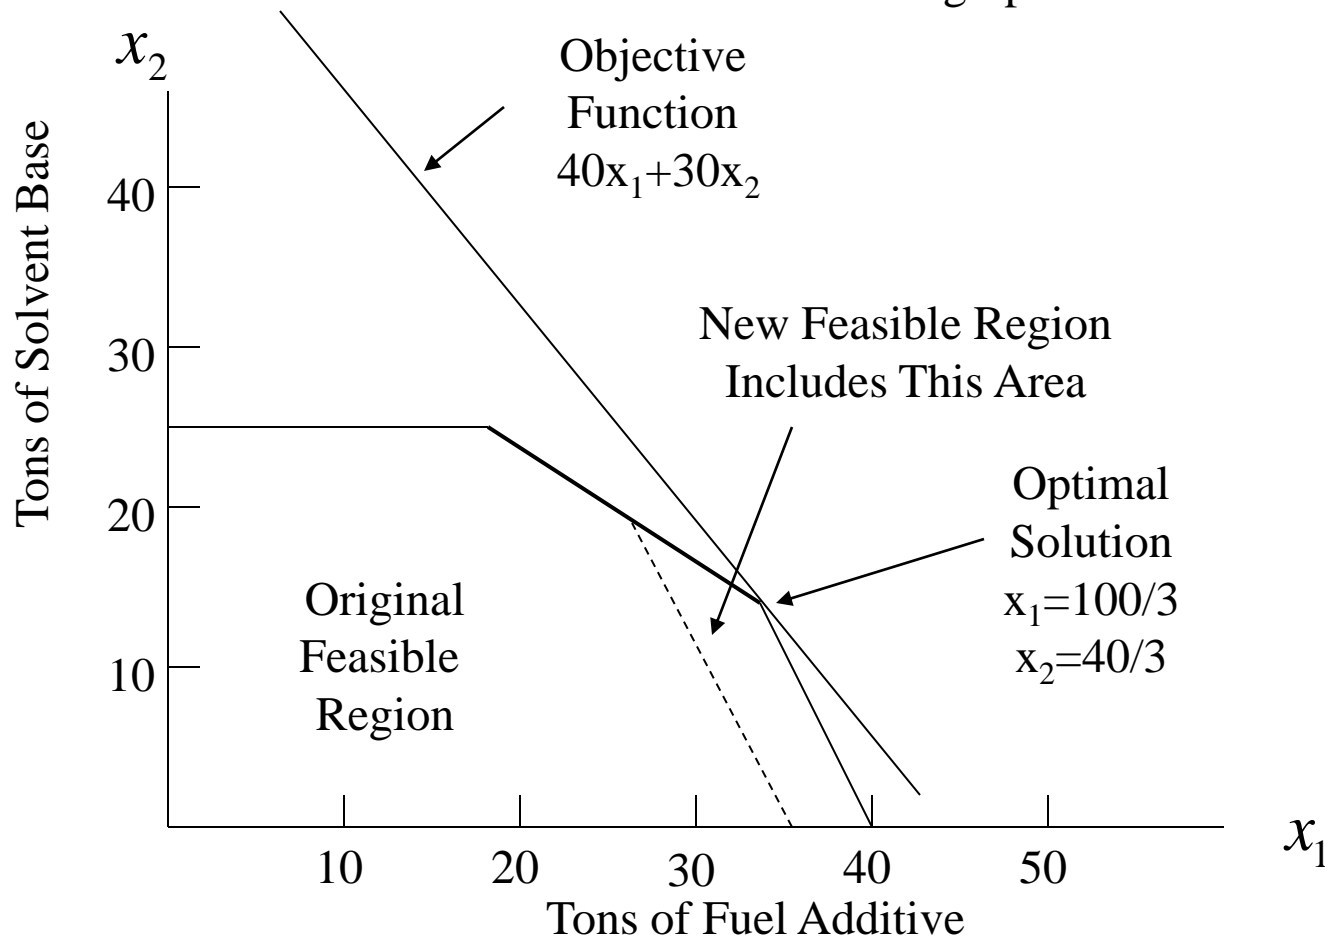 x2
Tons of Solvent Base
40
30
20
10
Objective
Function
40x1+30x2
New Feasible Region
Includes This Area
Optimal
Solution
x1=100/3
x2=40/3
Original
Feasible
Region
10 20 30 40 50
x1
Tons of Fuel Additive